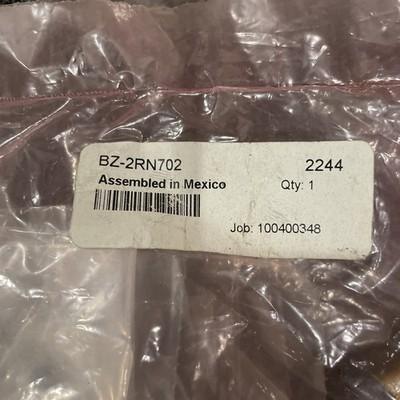 BZ-2RN702 2244
Assembled in Mexico Qty: 1
Job: 100400348